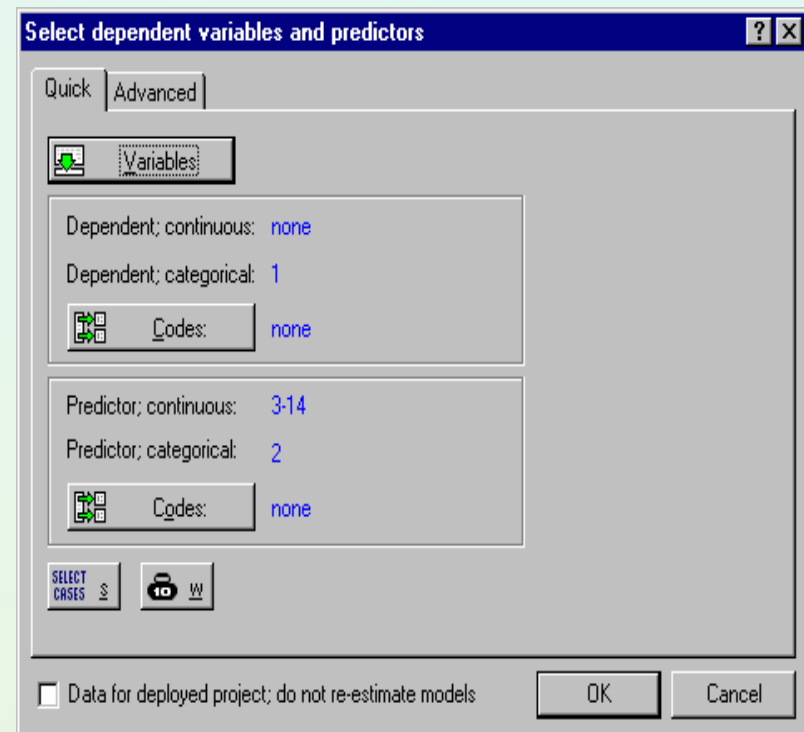 Select dependent variables and predictors
Quick
Advanced
Variables
Dependent; continuous: none
Dependent; categorical: 1
Codes: none
Predictor; continuous: 3-14
Predictor; categorical: 2
Codes: none
SELECT CASES S
10 W
Data for deployed project; do not re-estimate models
OK
Cancel